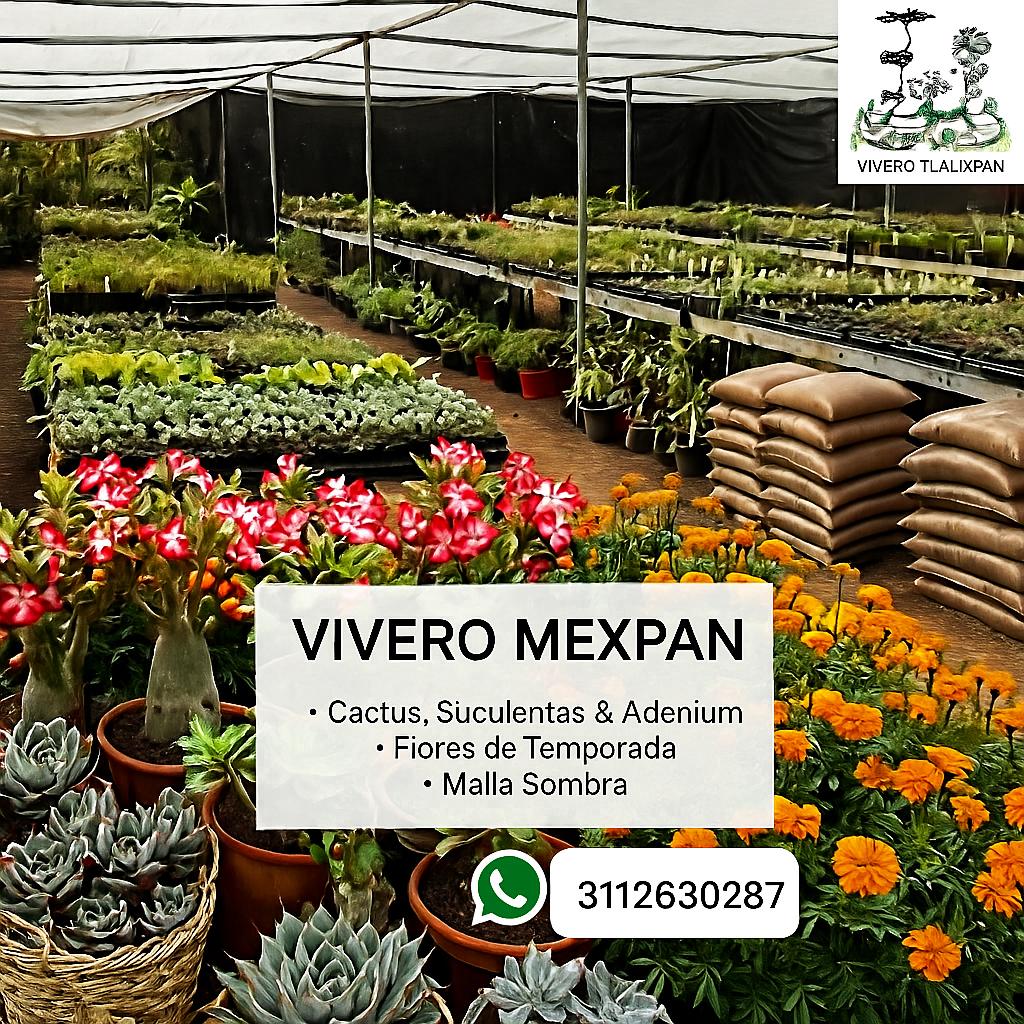 VIVERO TLALIXPAN
VIVERO MEXPAN
• Cactus, Suculentas & Adenium
• Fiores de Temporada
• Malla Sombra
3112630287